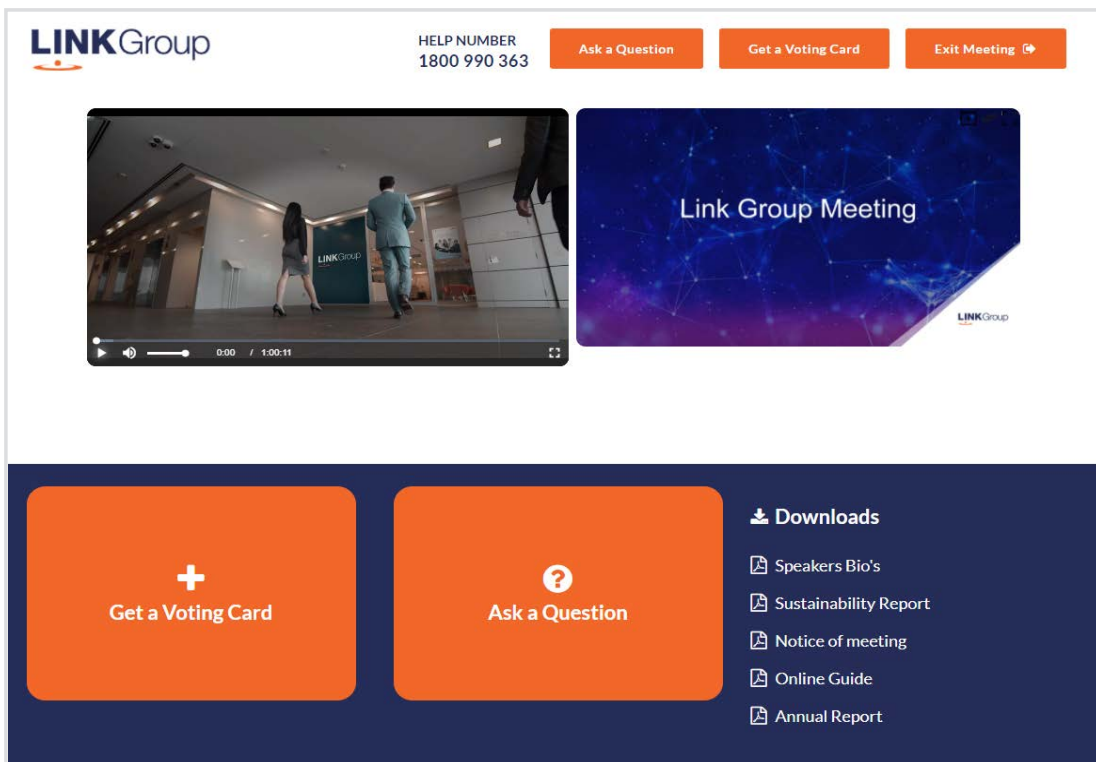 LINKGroup
HELP NUMBER
1800 990 363
Ask a Question
Get a Voting Card
Exit Meeting
LINKGroup
0:00 / 1:00:11
Link Group Meeting
LINKGroup
Get a Voting Card
Ask a Question
Downloads
Speakers Bio's
Sustainability Report
Notice of meeting
Online Guide
Annual Report